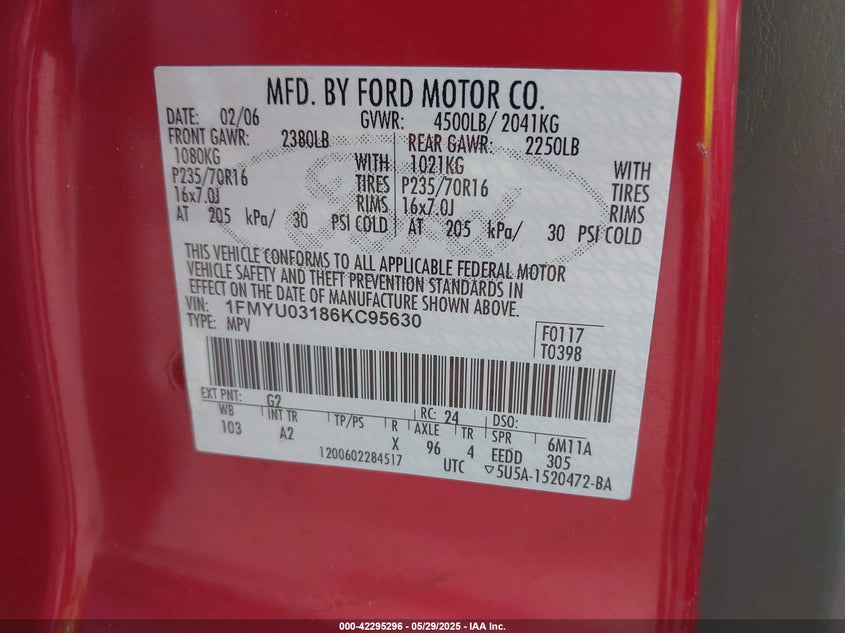 MFD. BY FORD MOTOR CO.
DATE: 02/06 GVWR: 4500LB/ 2041KG
FRONT GAWR: 2380LB REAR GAWR: 2250LB
1080KG WITH 1021KG WITH
P235/70R16 TIRES P235/70R16 TIRES
16x7.0J RIMS 16x7.0J RIMS
AT 205 kPa/ 30 PSI COLD AT 205 kPa/ 30 PSI COLD
THIS VEHICLE CONFORMS TO ALL APPLICABLE FEDERAL MOTOR
VEHICLE SAFETY AND THEFT PREVENTION STANDARDS IN
EFFECT ON THE DATE OF MANUFACTURE SHOWN ABOVE.
VIN: 1FMYU03186KC95630
TYPE: MPV
F0117
T0398
EXT PNT: G2 RC: 24 DSO:
WB INT TR TP/PS R AXLE TR SPR 6M11A
103 A2 X 96 4 EEDD 305
1200602284517 UTC ▽5U5A-1520472-BA
Ford
000-42295296 - 05/29/2025 - IAA Inc.